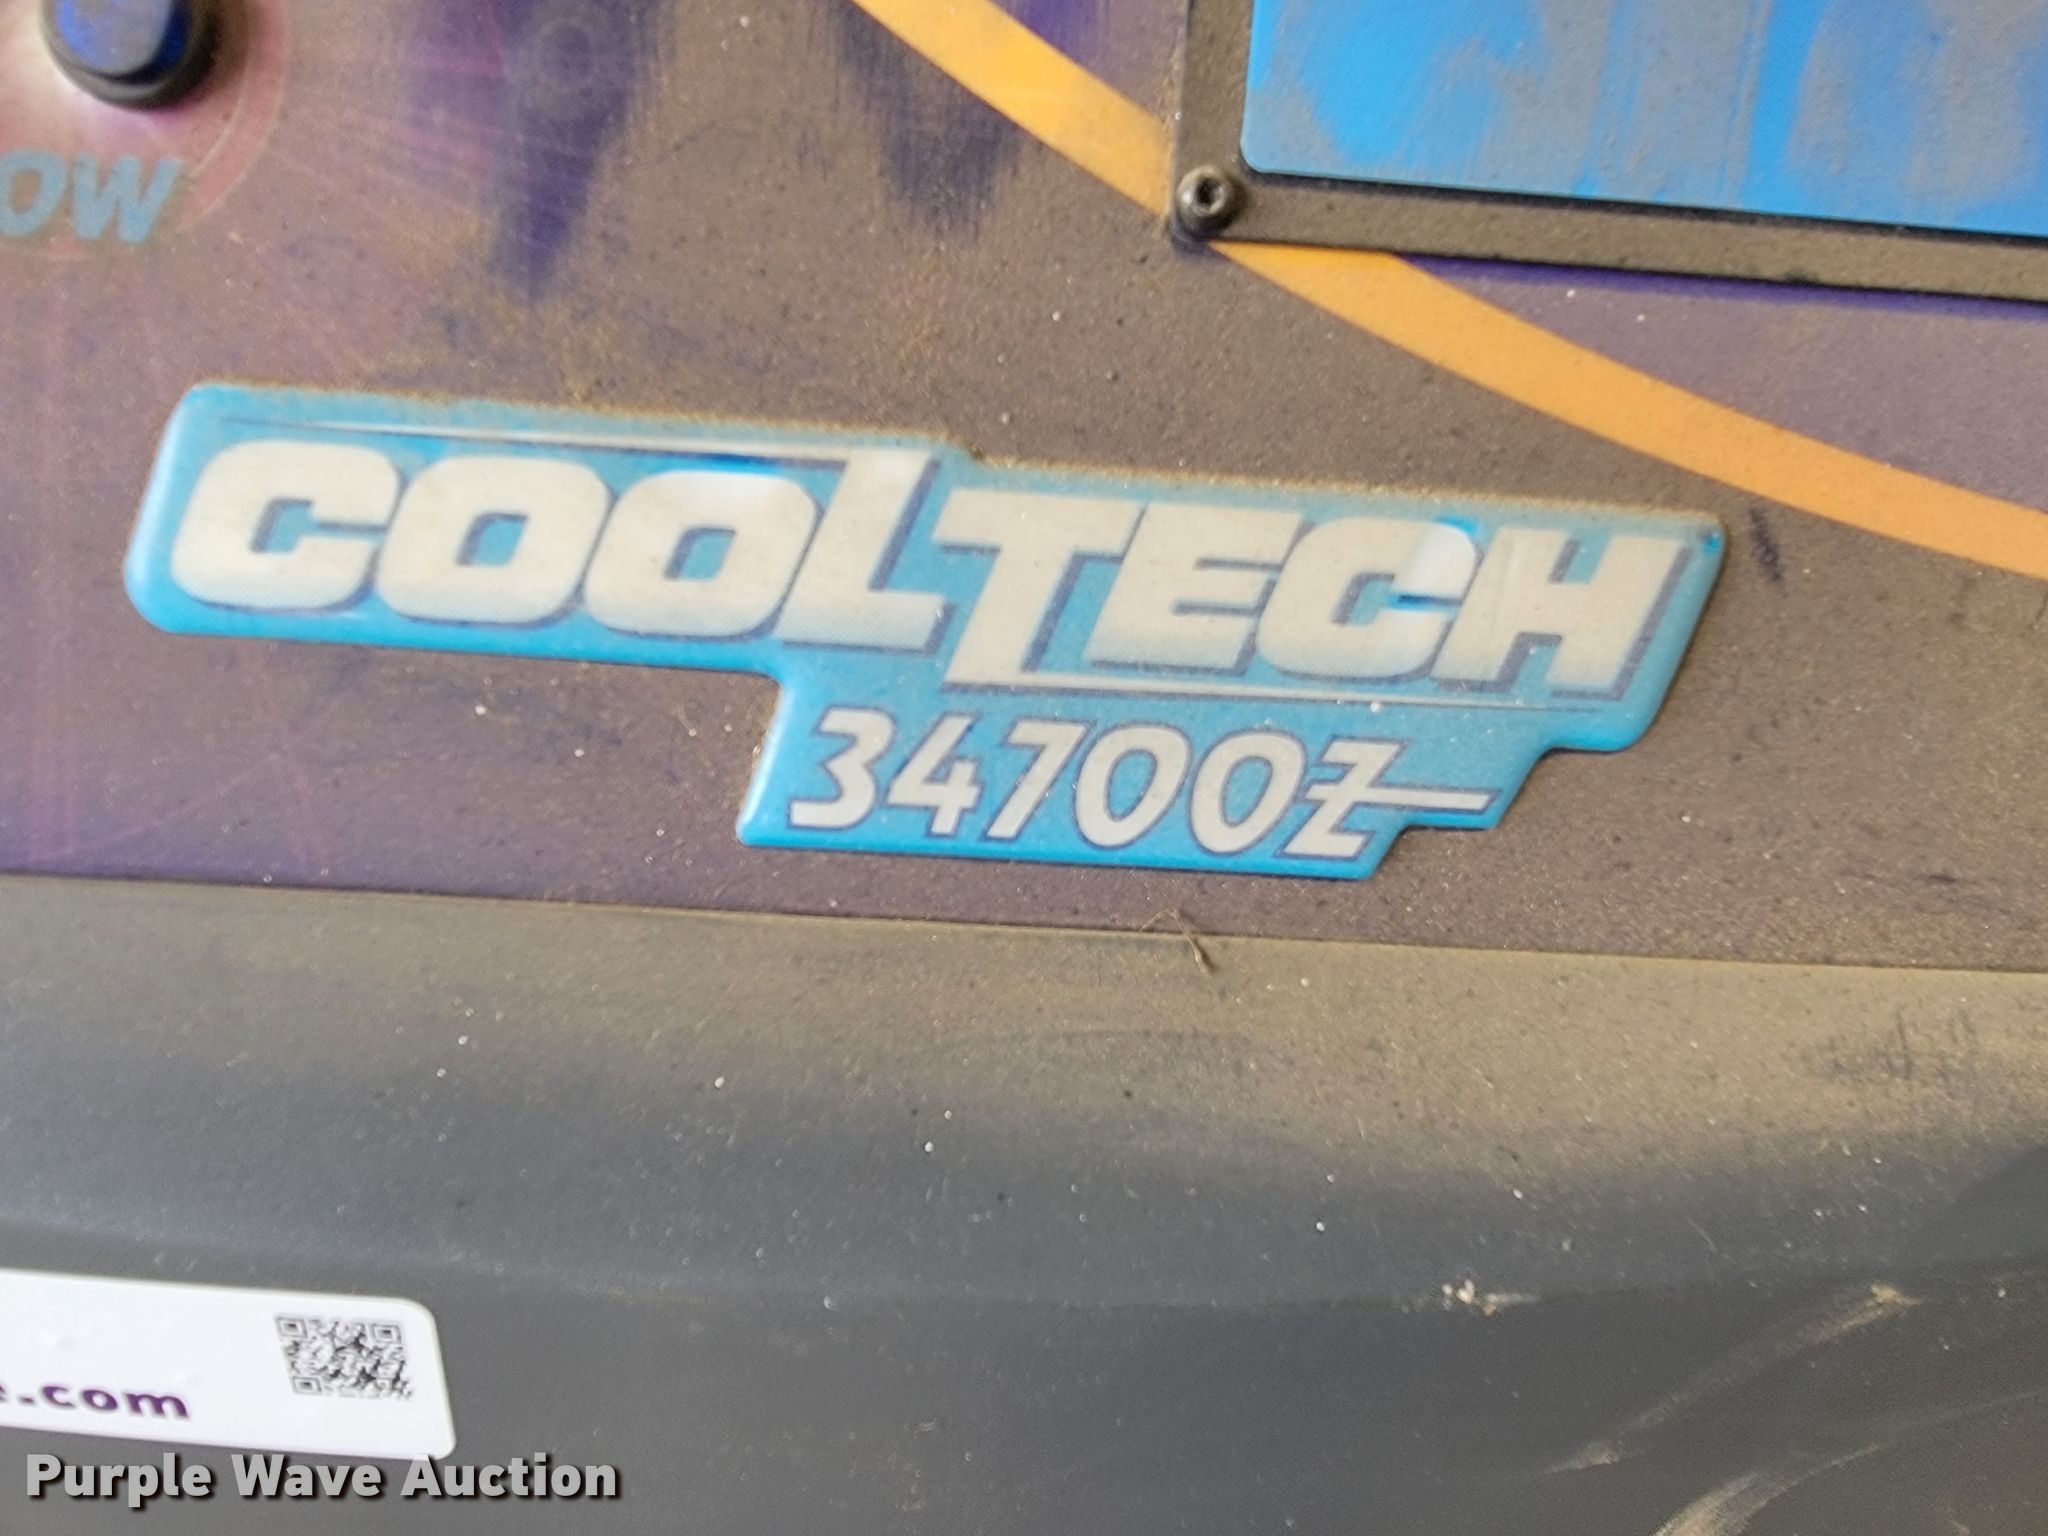 OW
COOLTECH
34700Z
e.com
Purple Wave Auction